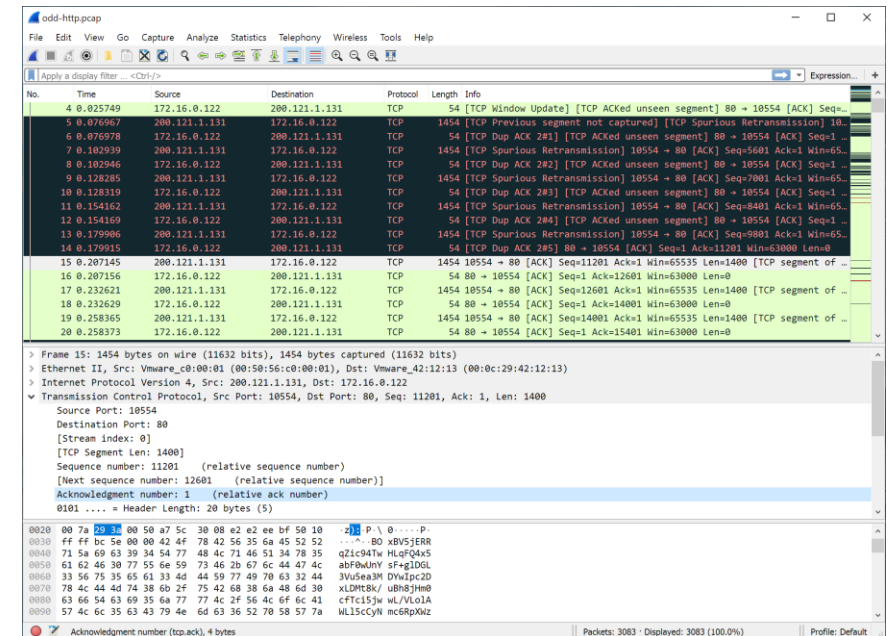 odd-http.pcap
File Edit View Go Capture Analyze Statistics Telephony Wireless Tools Help
Apply a display filter ... <Ctrl-/> Expression... +
No. Time Source Destination Protocol Length Info
4 0.025749 172.16.0.122 200.121.1.131 TCP 54 [TCP Window Update] [TCP ACKed unseen segment] 80 → 10554 [ACK] Seq=…
5 0.076967 200.121.1.131 172.16.0.122 TCP 1454 [TCP Previous segment not captured] [TCP Spurious Retransmission] 10…
6 0.076978 172.16.0.122 200.121.1.131 TCP 54 [TCP Dup ACK 2#1] [TCP ACKed unseen segment] 80 → 10554 [ACK] Seq=1 …
7 0.102939 200.121.1.131 172.16.0.122 TCP 1454 [TCP Spurious Retransmission] 10554 → 80 [ACK] Seq=5601 Ack=1 Win=65…
8 0.102946 172.16.0.122 200.121.1.131 TCP 54 [TCP Dup ACK 2#2] [TCP ACKed unseen segment] 80 → 10554 [ACK] Seq=1 …
9 0.128285 200.121.1.131 172.16.0.122 TCP 1454 [TCP Spurious Retransmission] 10554 → 80 [ACK] Seq=7001 Ack=1 Win=65…
10 0.128319 172.16.0.122 200.121.1.131 TCP 54 [TCP Dup ACK 2#3] [TCP ACKed unseen segment] 80 → 10554 [ACK] Seq=1 …
11 0.154162 200.121.1.131 172.16.0.122 TCP 1454 [TCP Spurious Retransmission] 10554 → 80 [ACK] Seq=8401 Ack=1 Win=65…
12 0.154169 172.16.0.122 200.121.1.131 TCP 54 [TCP Dup ACK 2#4] [TCP ACKed unseen segment] 80 → 10554 [ACK] Seq=1 …
13 0.179906 200.121.1.131 172.16.0.122 TCP 1454 [TCP Spurious Retransmission] 10554 → 80 [ACK] Seq=9801 Ack=1 Win=65…
14 0.179915 172.16.0.122 200.121.1.131 TCP 54 [TCP Dup ACK 2#5] 80 → 10554 [ACK] Seq=1 Ack=11201 Win=63000 Len=0
15 0.207145 200.121.1.131 172.16.0.122 TCP 1454 10554 → 80 [ACK] Seq=11201 Ack=1 Win=65535 Len=1400 [TCP segment of …
16 0.207156 172.16.0.122 200.121.1.131 TCP 54 80 → 10554 [ACK] Seq=1 Ack=12601 Win=63000 Len=0
17 0.232621 200.121.1.131 172.16.0.122 TCP 1454 10554 → 80 [ACK] Seq=12601 Ack=1 Win=65535 Len=1400 [TCP segment of …
18 0.232629 172.16.0.122 200.121.1.131 TCP 54 80 → 10554 [ACK] Seq=1 Ack=14001 Win=63000 Len=0
19 0.258365 200.121.1.131 172.16.0.122 TCP 1454 10554 → 80 [ACK] Seq=14001 Ack=1 Win=65535 Len=1400 [TCP segment of …
20 0.258373 172.16.0.122 200.121.1.131 TCP 54 80 → 10554 [ACK] Seq=1 Ack=15401 Win=63000 Len=0
Frame 15: 1454 bytes on wire (11632 bits), 1454 bytes captured (11632 bits)
Ethernet II, Src: Vmware_c0:00:01 (00:50:56:c0:00:01), Dst: Vmware_42:12:13 (00:0c:29:42:12:13)
Internet Protocol Version 4, Src: 200.121.1.131, Dst: 172.16.0.122
Transmission Control Protocol, Src Port: 10554, Dst Port: 80, Seq: 11201, Ack: 1, Len: 1400
Source Port: 10554
Destination Port: 80
[Stream index: 0]
[TCP Segment Len: 1400]
Sequence number: 11201 (relative sequence number)
[Next sequence number: 12601 (relative sequence number)]
Acknowledgment number: 1 (relative ack number)
0101 .... = Header Length: 20 bytes (5)
0020 00 7a 29 3a 00 50 a7 5c 30 08 e2 e2 ee bf 50 10 ·z):·P·\ 0·····P·
0030 ff ff bc 5e 00 00 42 4f 78 42 56 35 6a 45 52 52 ···^··BO xBV5jERR
0040 71 5a 69 63 39 34 54 77 48 4c 71 46 51 34 78 35 qZic94Tw HLqFQ4x5
0050 61 62 46 30 77 55 6e 59 73 46 2b 67 6c 44 47 4c abF0wUnY sF+glDGL
0060 33 56 75 35 65 61 33 4d 44 59 77 49 70 63 32 44 3Vu5ea3M DYwIpc2D
0070 78 4c 44 4d 74 38 6b 2f 75 42 68 38 6a 48 6d 30 xLDMt8k/ uBh8jHm0
0080 63 66 54 63 69 35 6a 77 77 4c 2f 56 4c 6f 6c 41 cfTci5jw wL/VLolA
0090 57 4c 6c 35 63 43 79 4e 6d 63 36 52 70 58 57 7a WLl5cCyN mc6RpXWz
Acknowledgment number (tcp.ack), 4 bytes Packets: 3083 · Displayed: 3083 (100.0%) Profile: Default